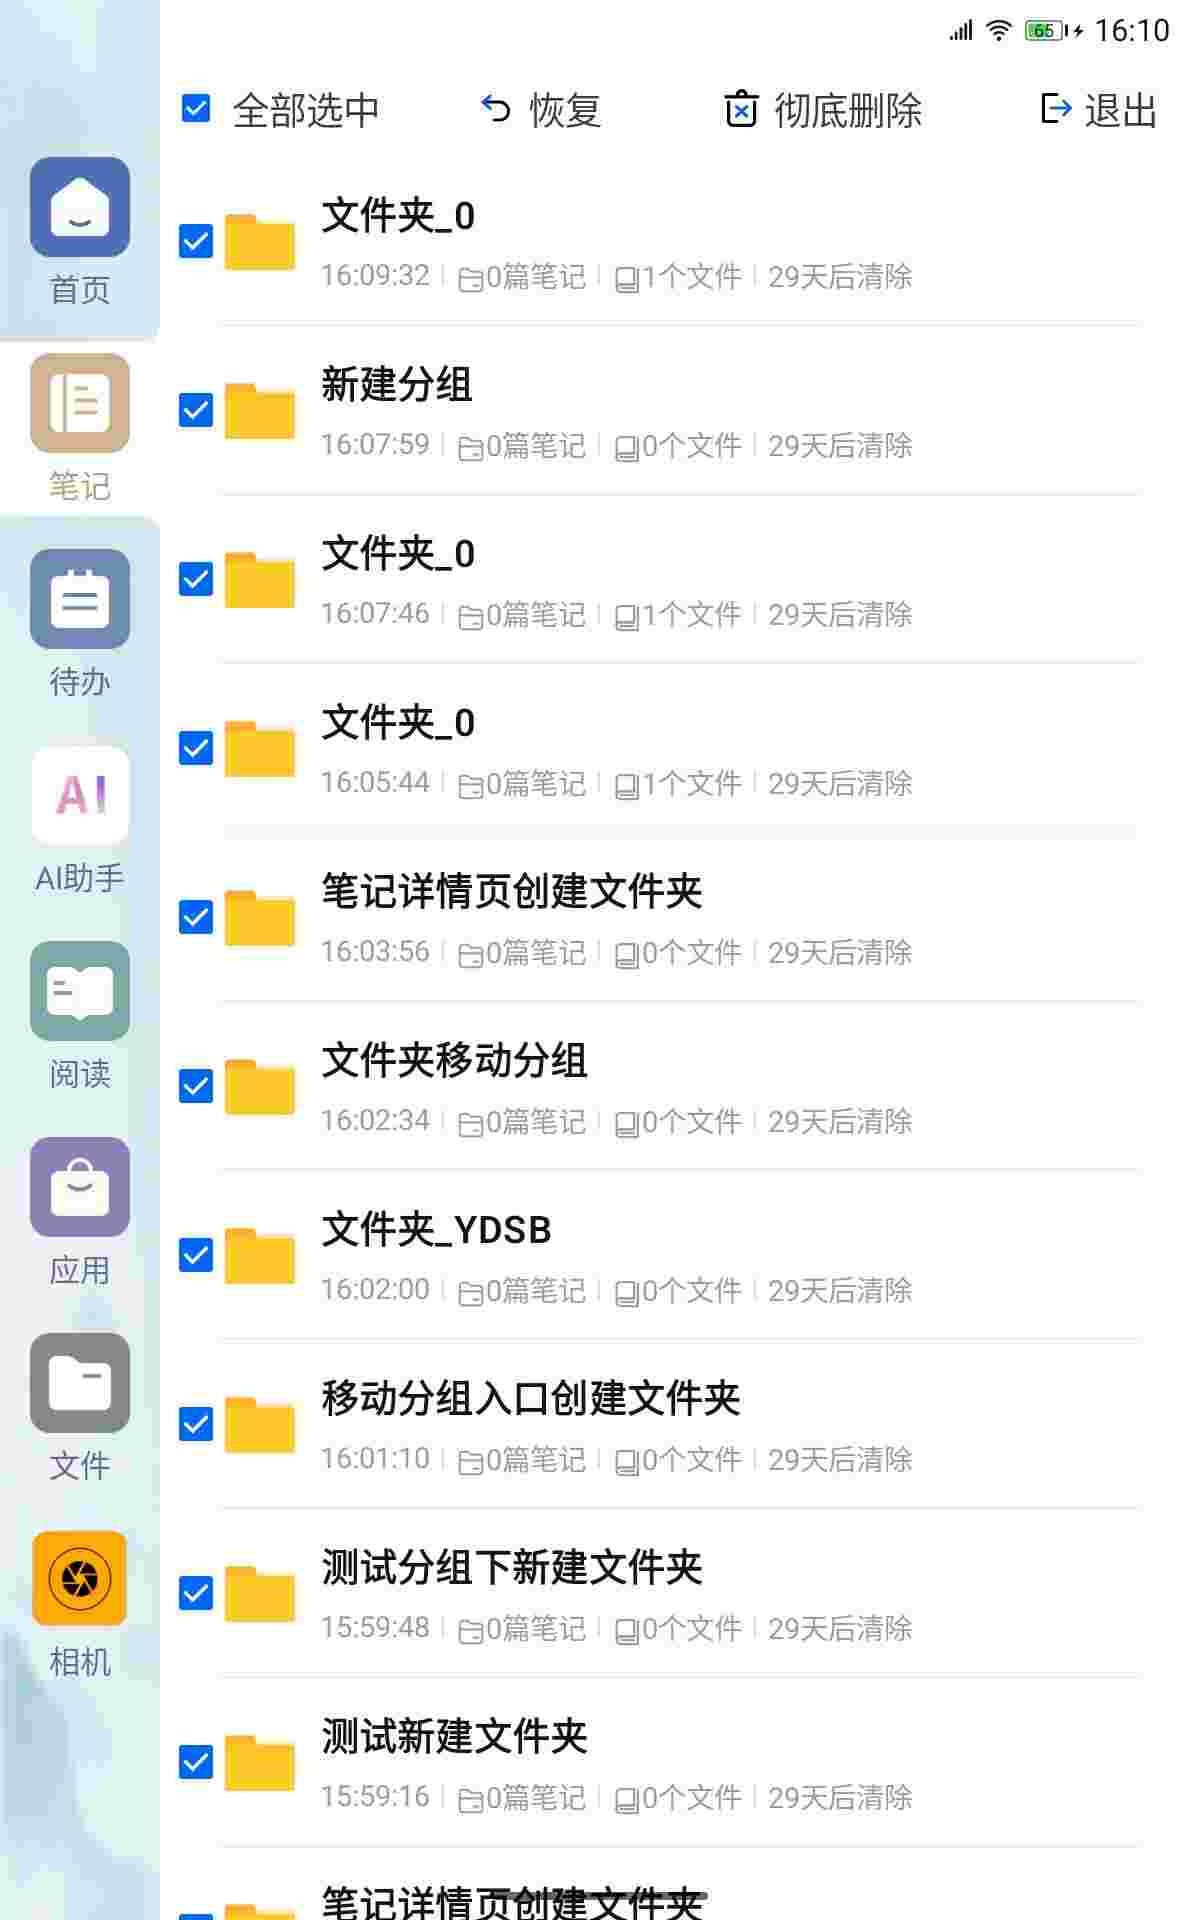 65 16:10
全部选中 恢复 彻底删除 退出
首页
笔记
待办
AI
AI助手
阅读
应用
文件
相机
文件夹_0
16:09:32 0篇笔记 1个文件 29天后清除
新建分组
16:07:59 0篇笔记 0个文件 29天后清除
文件夹_0
16:07:46 0篇笔记 1个文件 29天后清除
文件夹_0
16:05:44 0篇笔记 1个文件 29天后清除
笔记详情页创建文件夹
16:03:56 0篇笔记 0个文件 29天后清除
文件夹移动分组
16:02:34 0篇笔记 0个文件 29天后清除
文件夹_YDSB
16:02:00 0篇笔记 0个文件 29天后清除
移动分组入口创建文件夹
16:01:10 0篇笔记 0个文件 29天后清除
测试分组下新建文件夹
15:59:48 0篇笔记 0个文件 29天后清除
测试新建文件夹
15:59:16 0篇笔记 0个文件 29天后清除
笔记详情页创建文件夹